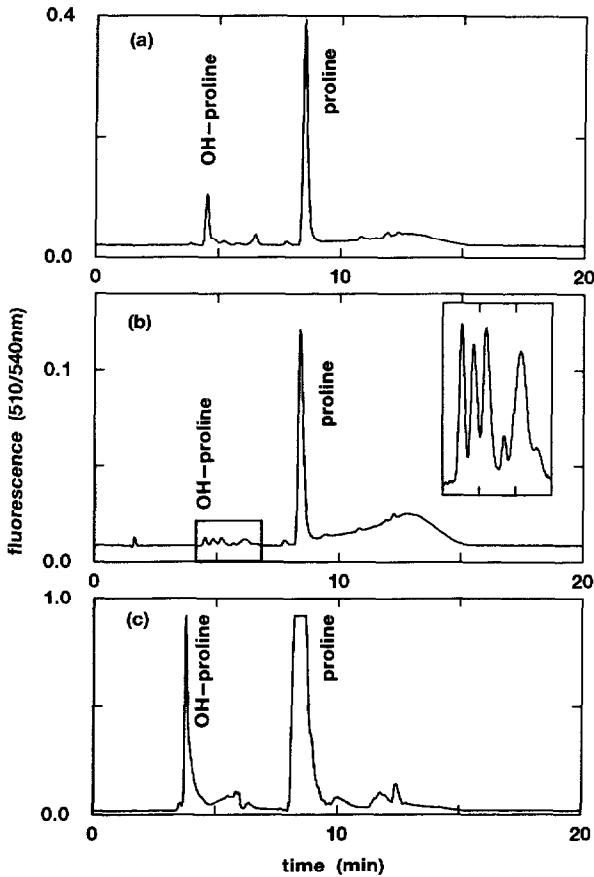 0.4
(a)
OH–proline
proline
0.0
0 10 20
fluorescence (510/540nm)
(b)
0.1
OH–proline
proline
0.0
0 10 20
1.0
(c)
OH–proline
proline
0.0
0 10 20
time (min)